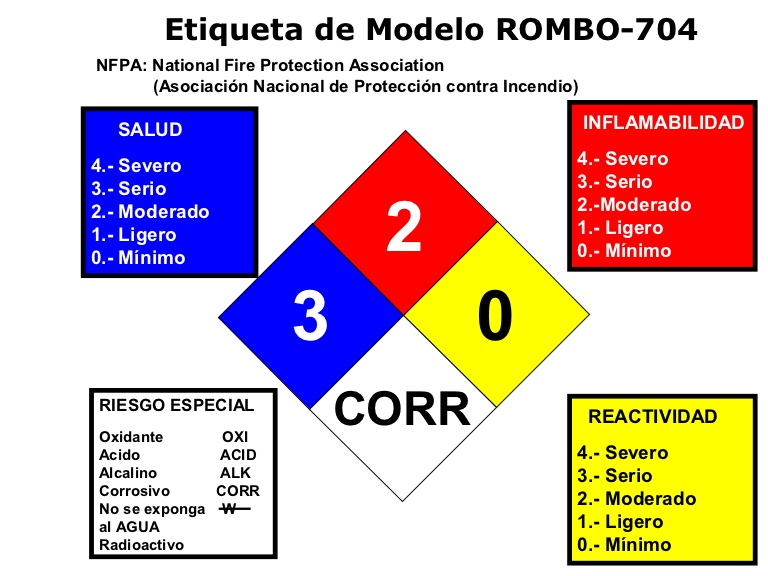 Etiqueta de Modelo ROMBO-704
NFPA: National Fire Protection Association
(Asociación Nacional de Protección contra Incendio)
SALUD
4.- Severo
3.- Serio
2.- Moderado
1.- Ligero
0.- Mínimo
INFLAMABILIDAD
4.- Severo
3.- Serio
2.-Moderado
1.- Ligero
0.- Mínimo
2
3
0
CORR
RIESGO ESPECIAL
Oxidante OXI
Acido ACID
Alcalino ALK
Corrosivo CORR
No se exponga W
al AGUA
Radioactivo
REACTIVIDAD
4.- Severo
3.- Serio
2.- Moderado
1.- Ligero
0.- Mínimo